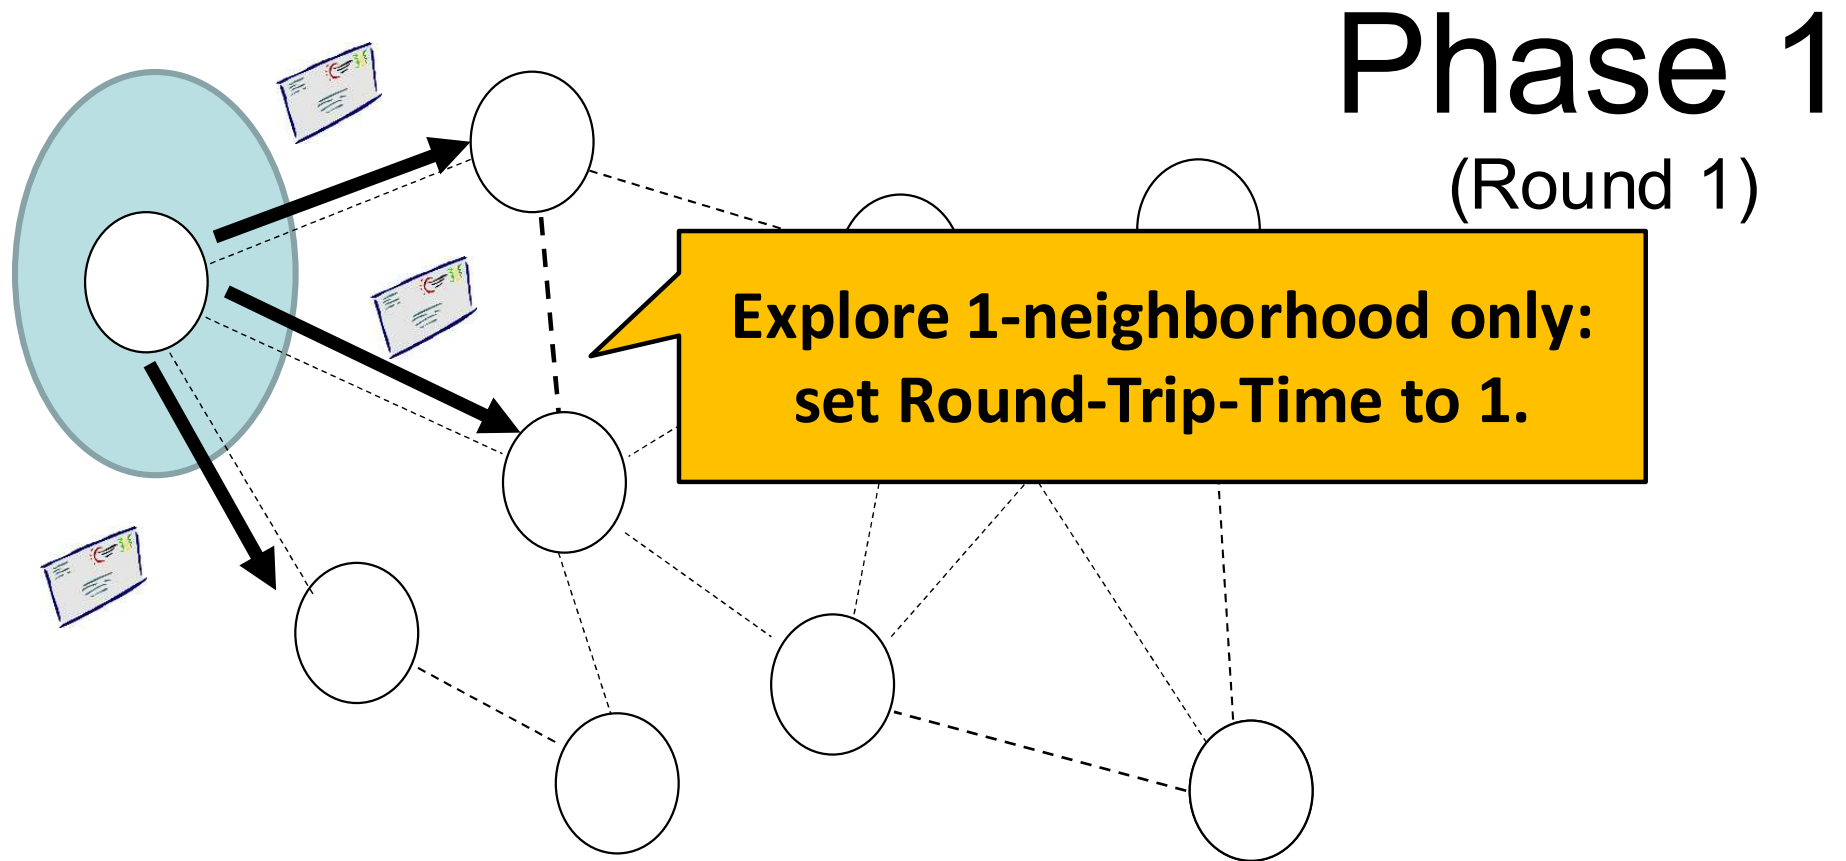 Phase 1
(Round 1)
Explore 1-neighborhood only:
set Round-Trip-Time to 1.